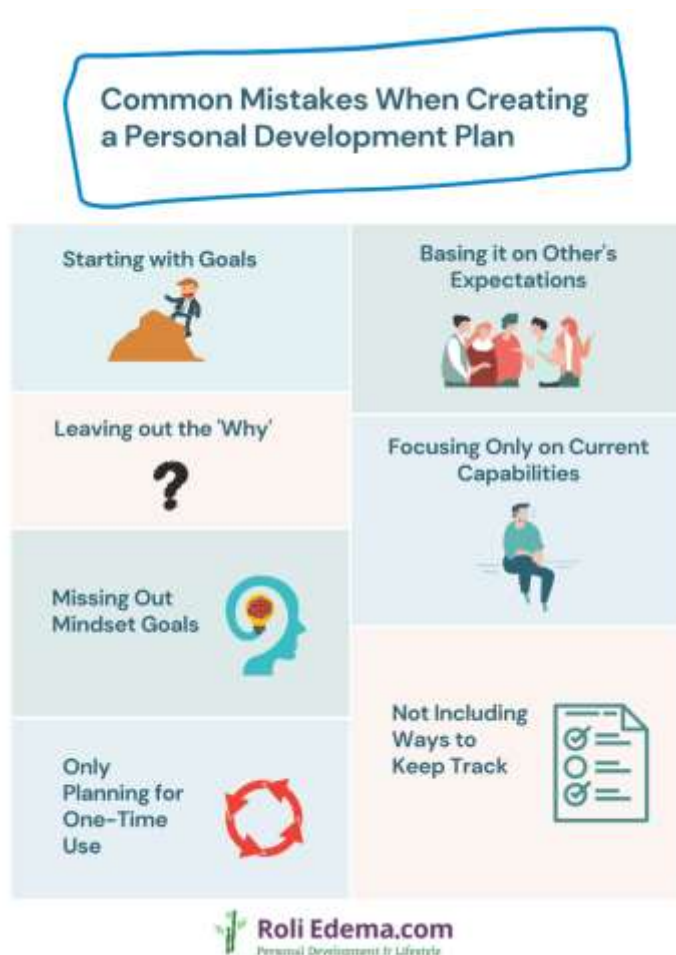 Common Mistakes When Creating
a Personal Development Plan
Starting with Goals
Basing it on Other's
Expectations
Leaving out the 'Why'
?
Focusing Only on Current
Capabilities
Missing Out
Mindset Goals
Not Including
Ways to
Keep Track
Only
Planning for
One-Time
Use
Roli Edema.com
Personal Development & Lifestyle